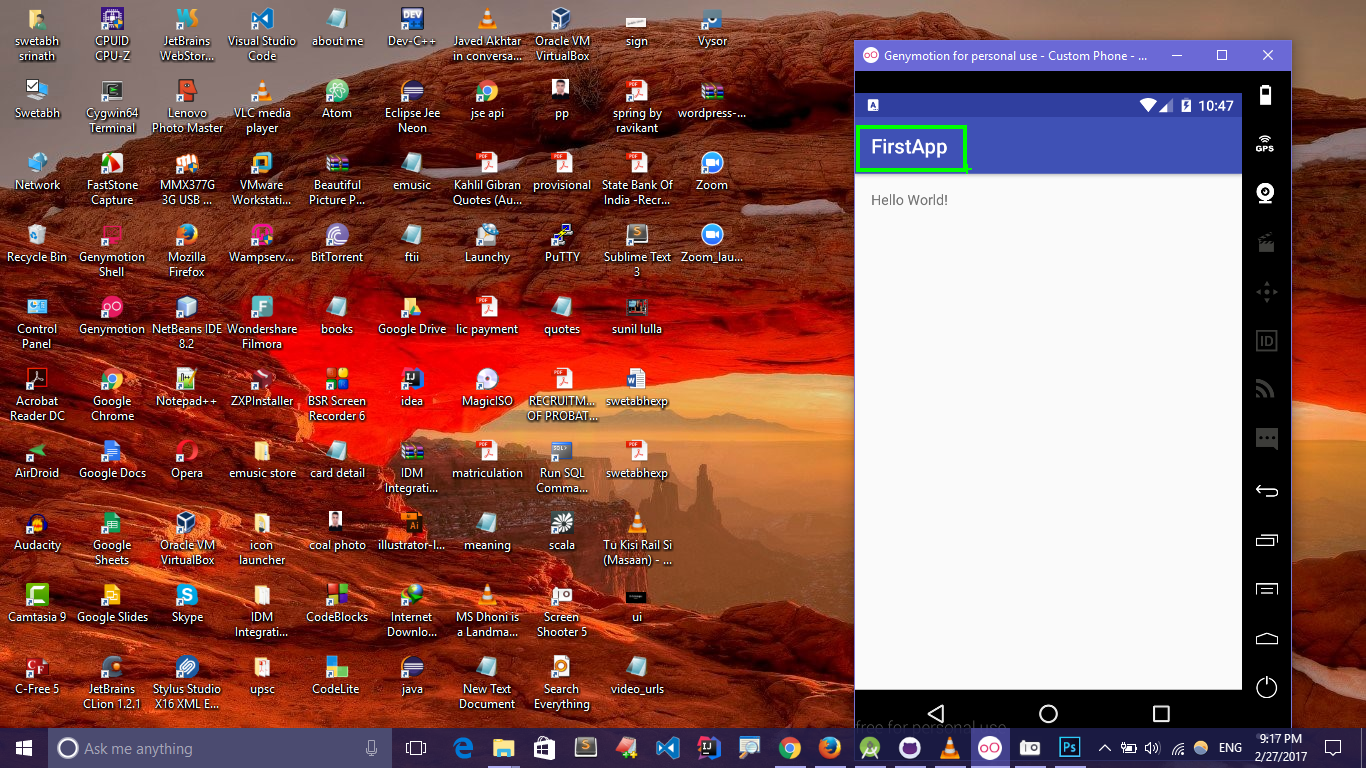 swetabh
srinath
CPUID
CPU-Z
JetBrains
WebStor...
Visual Studio
Code
about me
Dev-C++
Javed Akhtar
in conversa...
Oracle VM
VirtualBox
sign
Vysor
Swetabh
Cygwin64
Terminal
Lenovo
Photo Master
VLC media
player
Atom
Eclipse Jee
Neon
jse api
pp
spring by
ravikant
wordpress-...
Network
FastStone
Capture
MMX377G
3G USB ...
VMware
Workstati...
Beautiful
Picture P...
emusic
Kahlil Gibran
Quotes (Au...
provisional
State Bank Of
India -Recr...
Zoom
Recycle Bin
Genymotion
Shell
Mozilla
Firefox
Wampserv...
BitTorrent
ftii
Launchy
PuTTY
Sublime Text
3
Zoom_lau...
Control
Panel
Genymotion
NetBeans IDE
8.2
Wondershare
Filmora
books
Google Drive
lic payment
quotes
sunil lulla
Acrobat
Reader DC
Google
Chrome
Notepad++
ZXPInstaller
BSR Screen
Recorder 6
idea
MagicISO
RECRUITM...
OF PROBAT...
swetabhexp
AirDroid
Google Docs
Opera
emusic store
card detail
IDM
Integrati...
matriculation
Run SQL
Comma...
swetabhexp
Audacity
Google
Sheets
Oracle VM
VirtualBox
icon
launcher
coal photo
illustrator-l...
meaning
scala
Tu Kisi Rail Si
(Masaan) - ...
Camtasia 9
Google Slides
Skype
IDM
Integrati...
CodeBlocks
Internet
Downlo...
MS Dhoni is
a Landma...
Screen
Shooter 5
ui
C-Free 5
JetBrains
CLion 1.2.1
Stylus Studio
X16 XML E...
upsc
CodeLite
java
New Text
Document
Search
Everything
video_urls
Genymotion for personal use - Custom Phone - ...
10:47
FirstApp
Hello World!
GPS
ID
free for personal use
Ask me anything
ENG
9:17 PM
2/27/2017